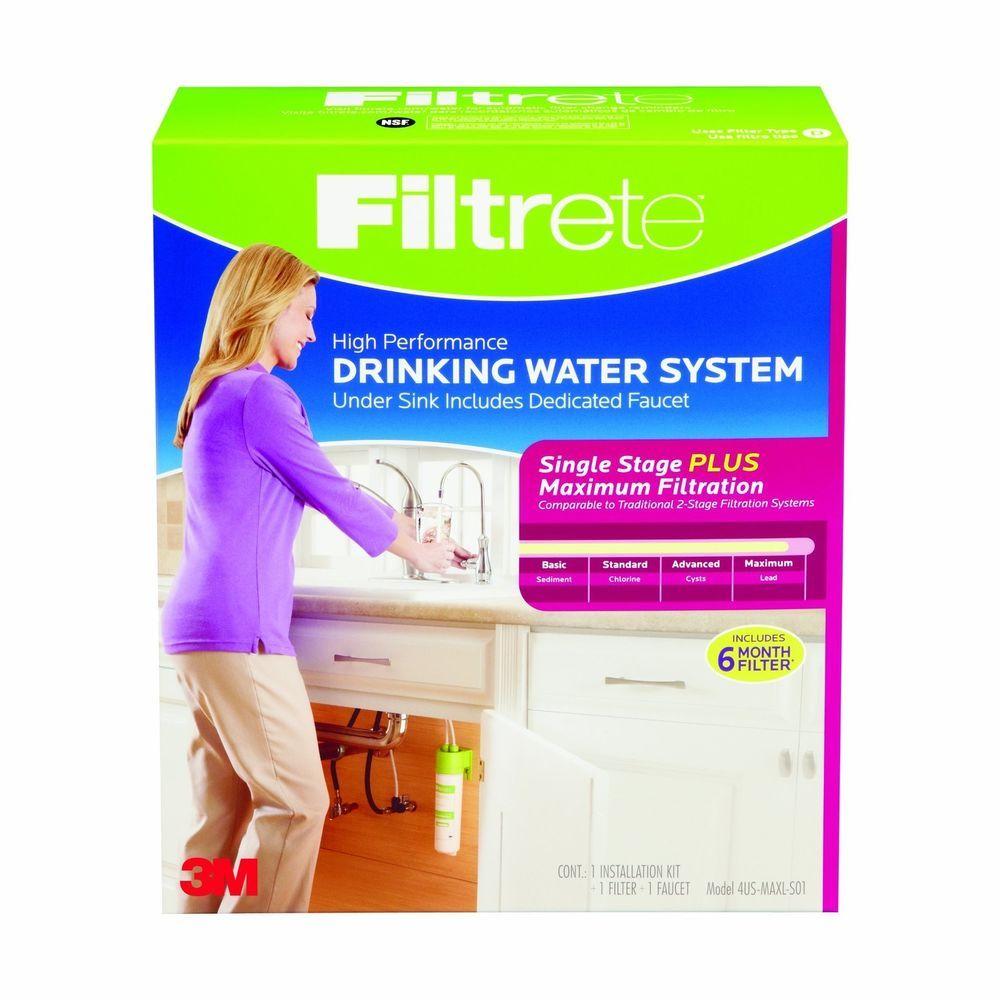 Filtrete
NSF
Uses Filter Type D
Usa filtro tipo
Filtrete™
High Performance
DRINKING WATER SYSTEM
Under Sink Includes Dedicated Faucet
Single Stage PLUS
Maximum Filtration
Comparable to Traditional 2-Stage Filtration Systems
Basic Standard Advanced Maximum
Sediment Chlorine Cysts Lead
INCLUDES
6 MONTH
FILTER*
3M
CONT.: 1 INSTALLATION KIT
- 1 FILTER - 1 FAUCET Model 4US-MAXL-S01